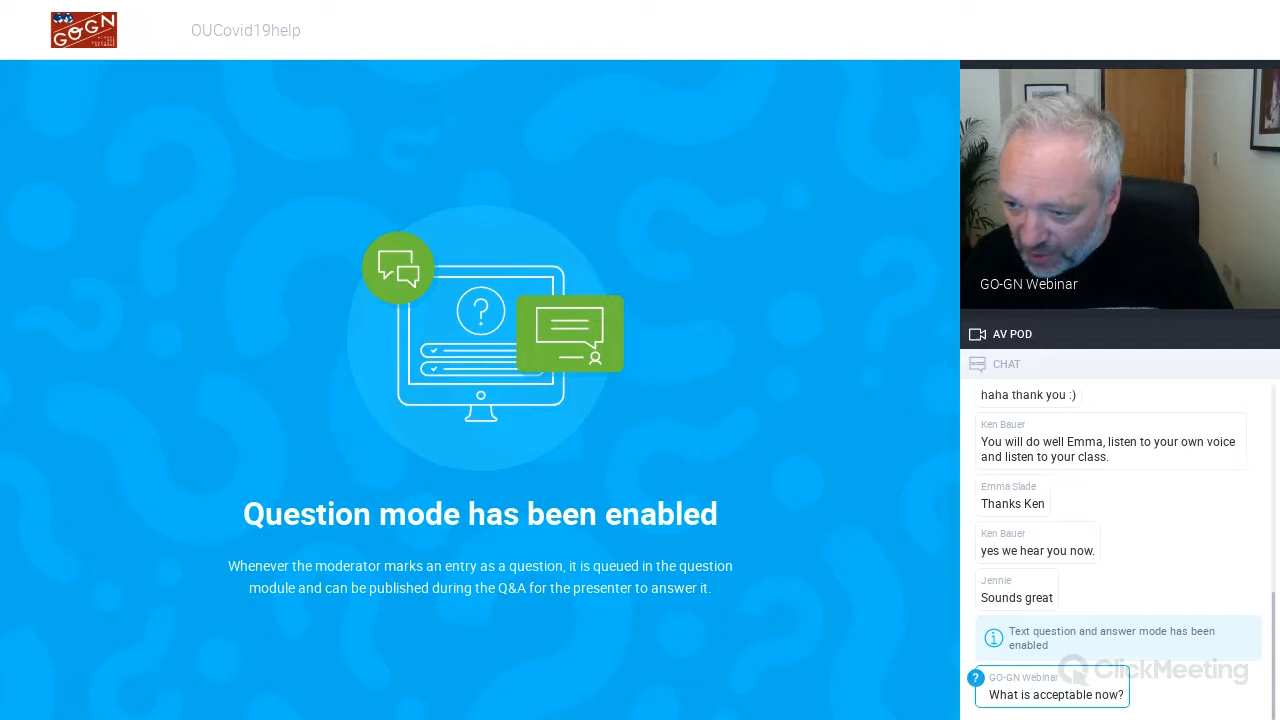 GO-GN
OUCovid19help
Question mode has been enabled
Whenever the moderator marks an entry as a question, it is queued in the question
module and can be published during the Q&A for the presenter to answer it.
GO-GN Webinar
AV POD
CHAT
haha thank you :)
Ken Bauer
You will do well Emma, listen to your own voice
and listen to your class.
Emma Slade
Thanks Ken
Ken Bauer
yes we hear you now.
Jennie
Sounds great
Text question and answer mode has been
enabled
ClickMeeting
GO-GN Webinar
What is acceptable now?